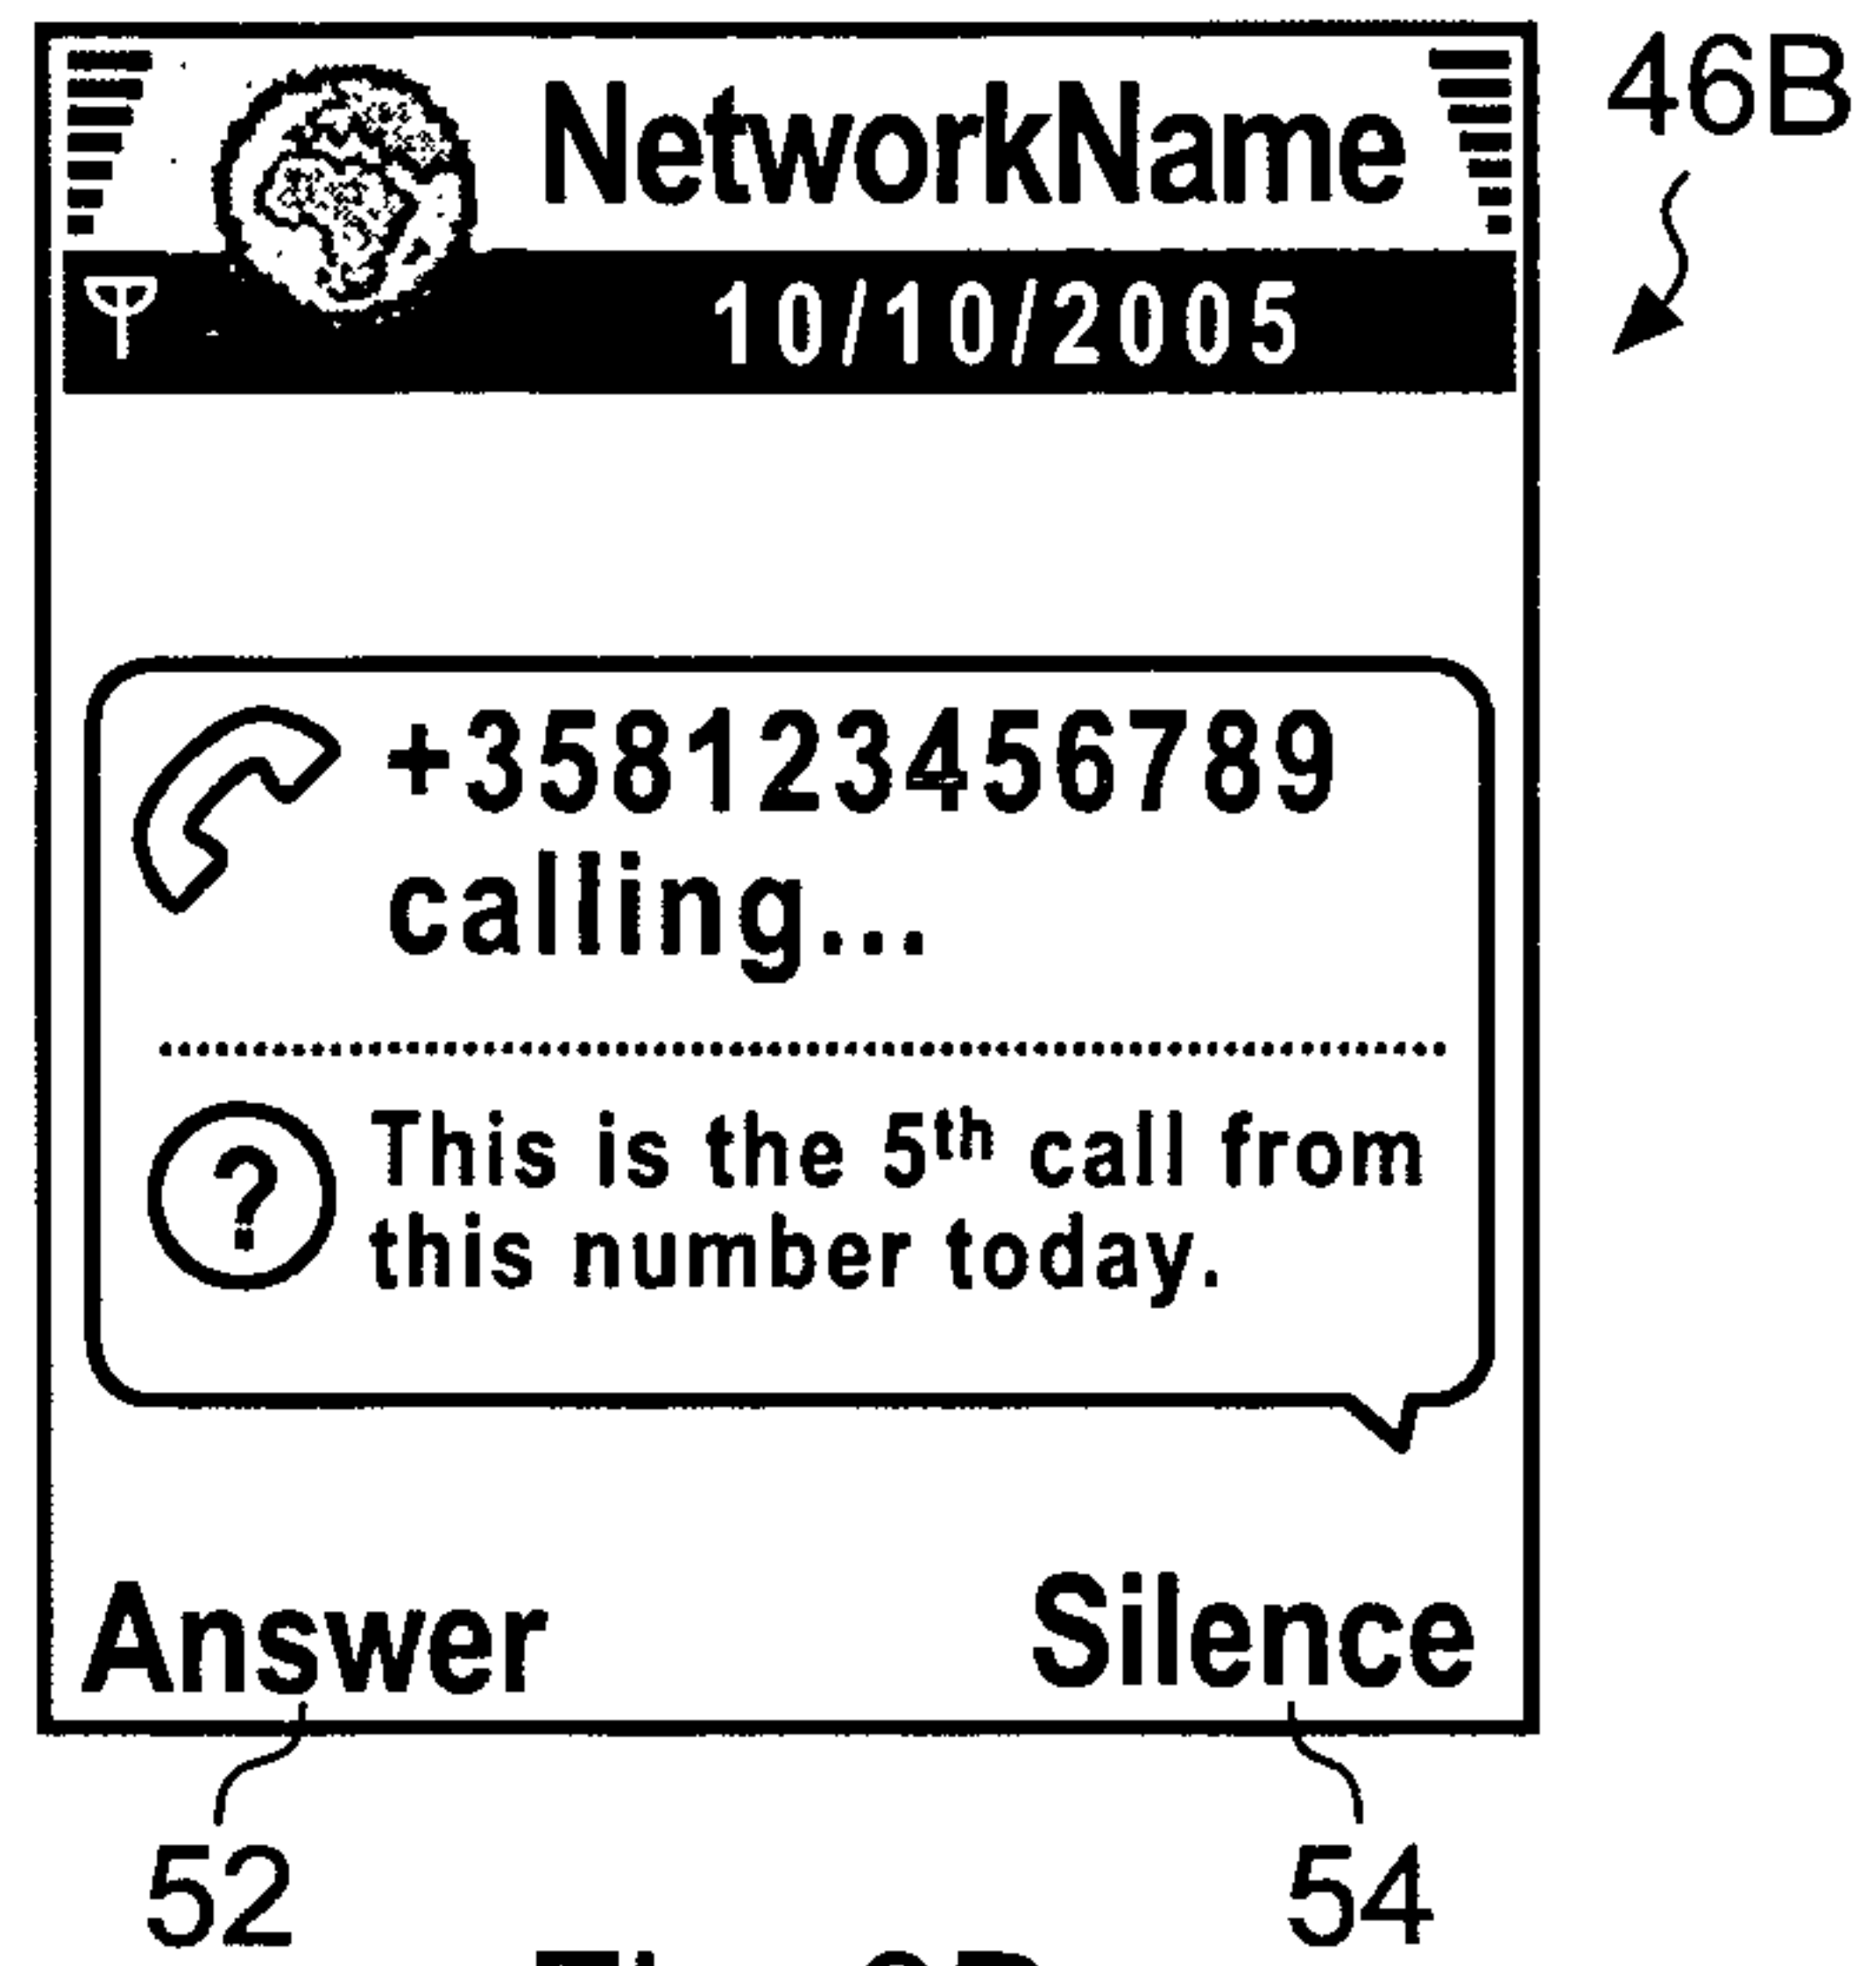 NetworkName
46B
10/10/2005
+358123456789
calling...
This is the 5th call from
this number today.
?
Answer
Silence
52
54